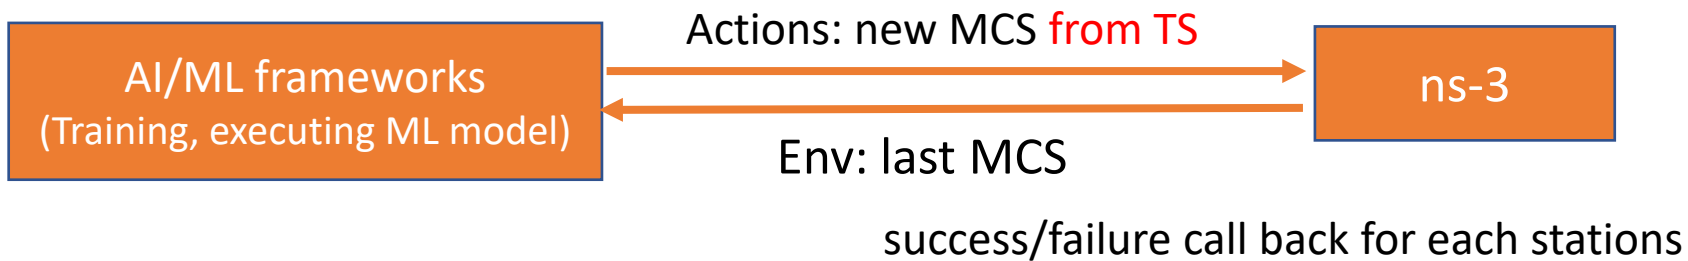 Actions: new MCS from TS
AI/ML frameworks
(Training, executing ML model)
ns-3
Env: last MCS
success/failure call back for each stations